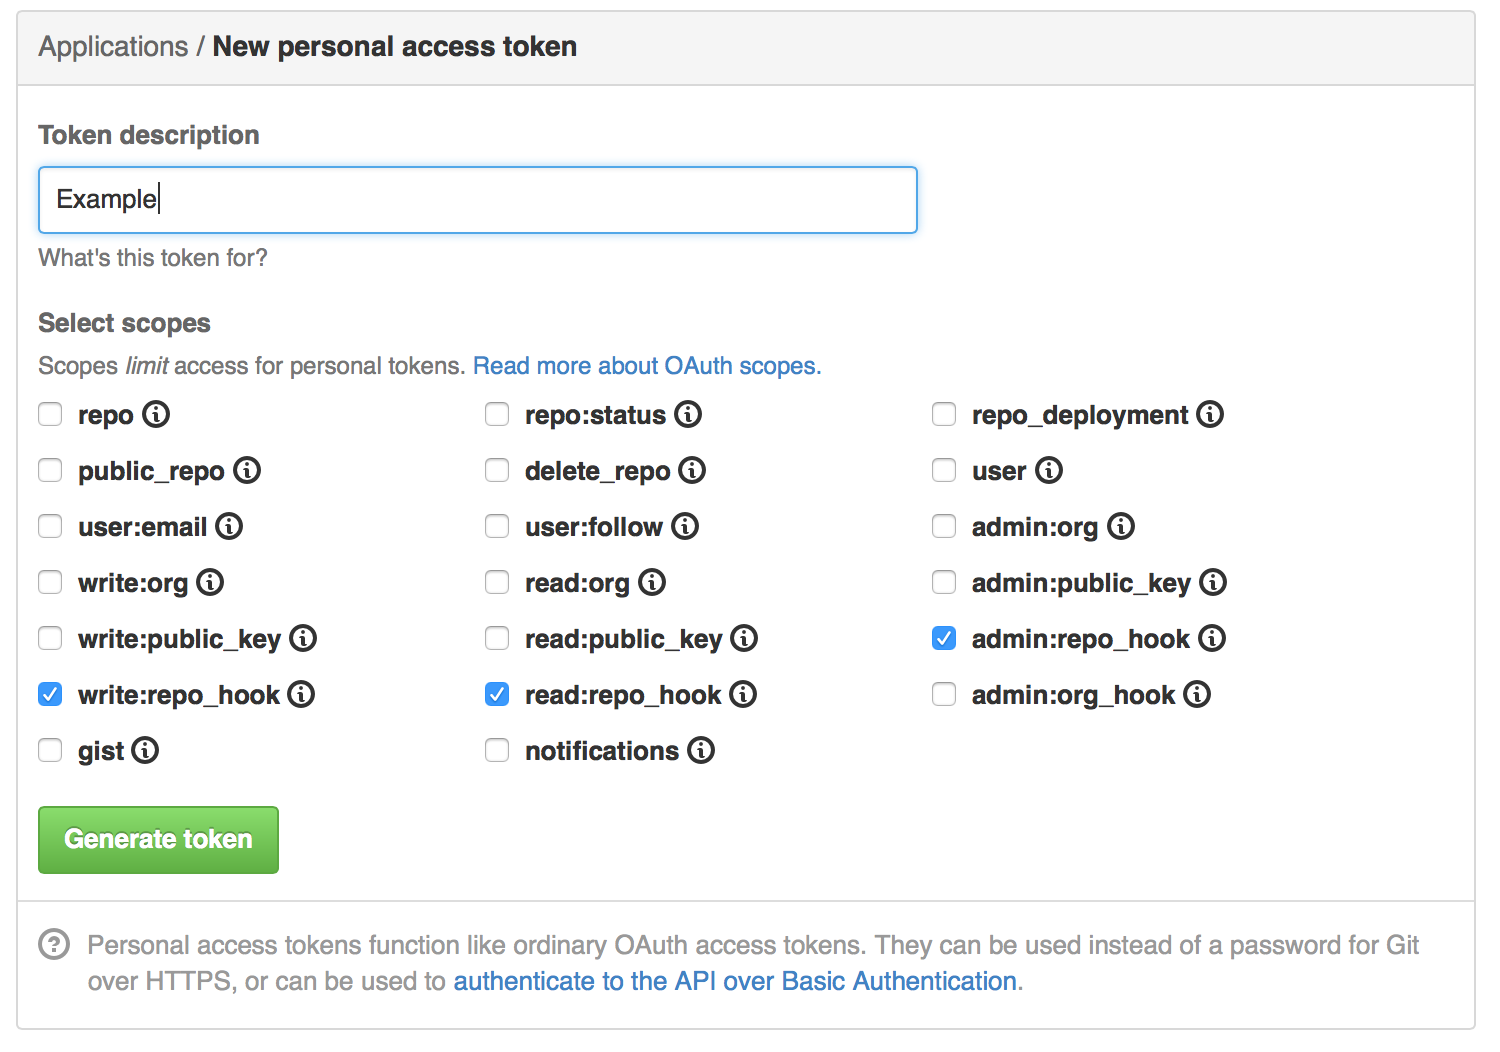 Applications / New personal access token
Token description
Example
What's this token for?
Select scopes
Scopes limit access for personal tokens. Read more about OAuth scopes.
repo repo:status repo_deployment
public_repo delete_repo user
user:email user:follow admin:org
write:org read:org admin:public_key
write:public_key read:public_key admin:repo_hook
write:repo_hook read:repo_hook admin:org_hook
gist notifications
Generate token
Personal access tokens function like ordinary OAuth access tokens. They can be used instead of a password for Git
over HTTPS, or can be used to authenticate to the API over Basic Authentication.